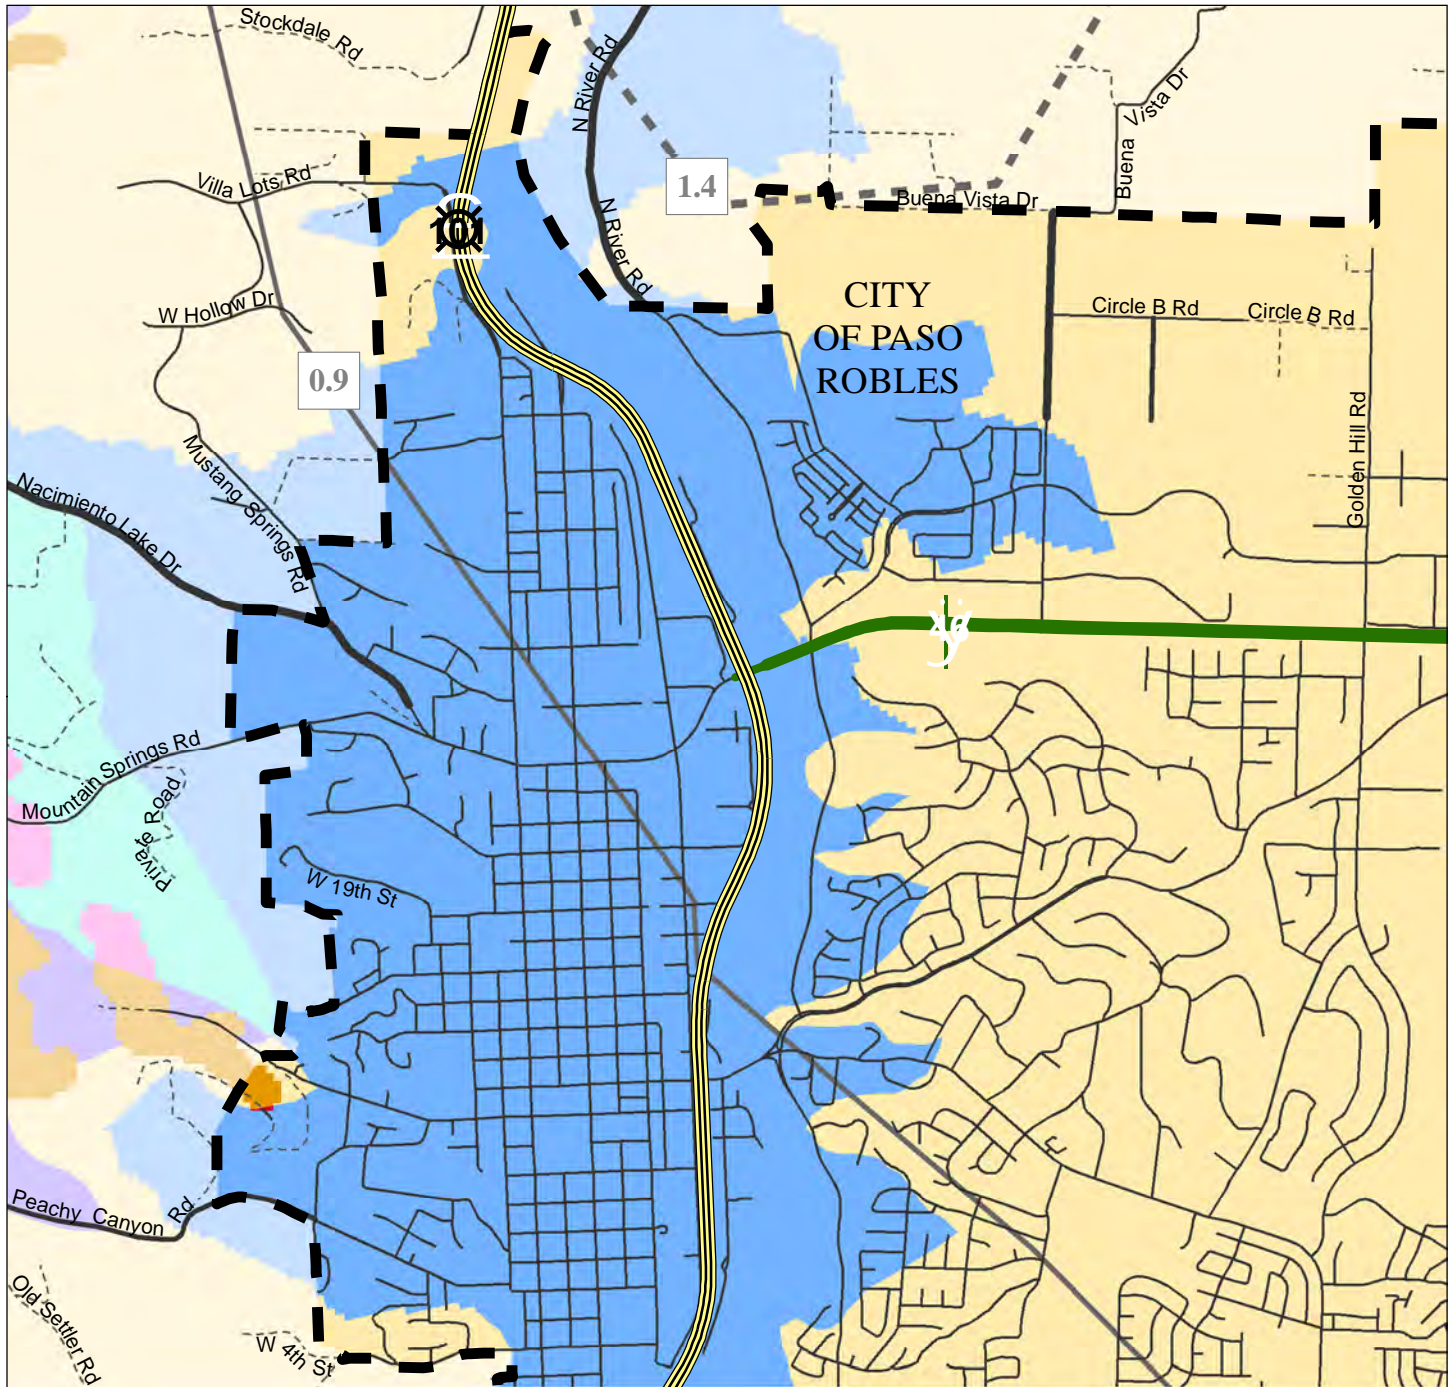 Stockdale Rd
N River Rd
Vista Dr
Buena
1.4
Villa Lots Rd
Buena Vista Dr
101
N River Rd
CITY
OF PASO
ROBLES
W Hollow Dr
Circle B Rd
Circle B Rd
0.9
Golden Hill Rd
Mustang Springs Rd
Nacimiento Lake Dr
Mountain Springs Rd
Private Road
W 19th St
Peachy Canyon Rd
Old Settler Rd
W 4th St